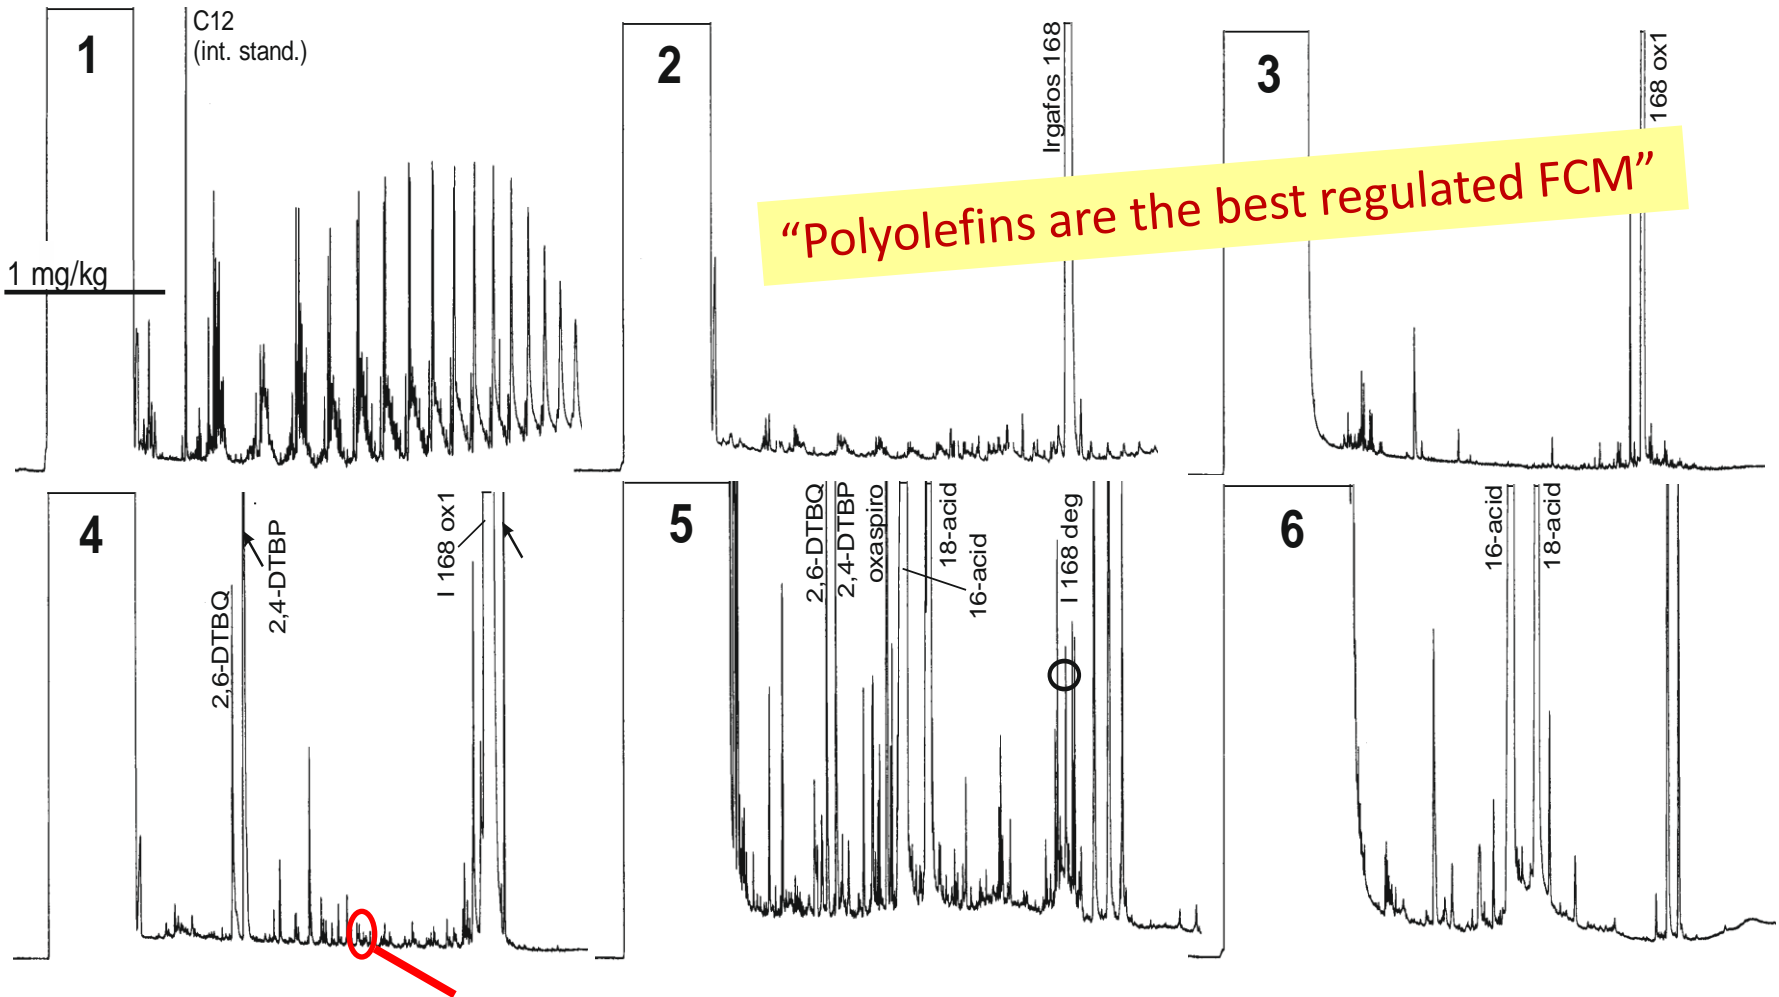 1
C12
(int. stand.)
1 mg/kg
2
Irgafos 168
3
168 ox1
“Polyolefins are the best regulated FCM”
4
2,6-DTBQ
2,4-DTBP
I 168 ox1
5
2,6-DTBQ
2,4-DTBP
oxaspiro
18-acid
16-acid
I 168 deg
6
16-acid
18-acid